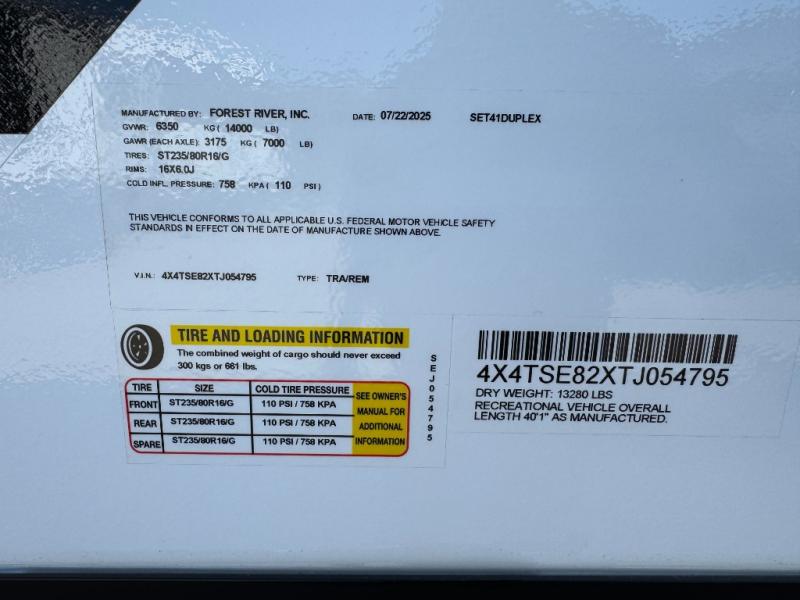 MANUFACTURED BY: FOREST RIVER, INC. DATE: 07/22/2025 SET41DUPLEX
GVWR: 6350 KG ( 14000 LB)
GAWR (EACH AXLE): 3175 KG ( 7000 LB)
TIRES: ST235/80R16/G
RIMS: 16X6.0J
COLD INFL. PRESSURE: 758 KPA ( 110 PSI )
THIS VEHICLE CONFORMS TO ALL APPLICABLE U.S. FEDERAL MOTOR VEHICLE SAFETY
STANDARDS IN EFFECT ON THE DATE OF MANUFACTURE SHOWN ABOVE.
V.I.N.: 4X4TSE82XTJ054795 TYPE: TRA/REM
TIRE AND LOADING INFORMATION
The combined weight of cargo should never exceed
300 kgs or 661 lbs.
TIRE SIZE COLD TIRE PRESSURE
FRONT ST235/80R16/G 110 PSI / 758 KPA
REAR ST235/80R16/G 110 PSI / 758 KPA
SPARE ST235/80R16/G 110 PSI / 758 KPA
SEE OWNER'S
MANUAL FOR
ADDITIONAL
INFORMATION
SEJ054795
4X4TSE82XTJ054795
DRY WEIGHT: 13280 LBS
RECREATIONAL VEHICLE OVERALL
LENGTH 40'1" AS MANUFACTURED.